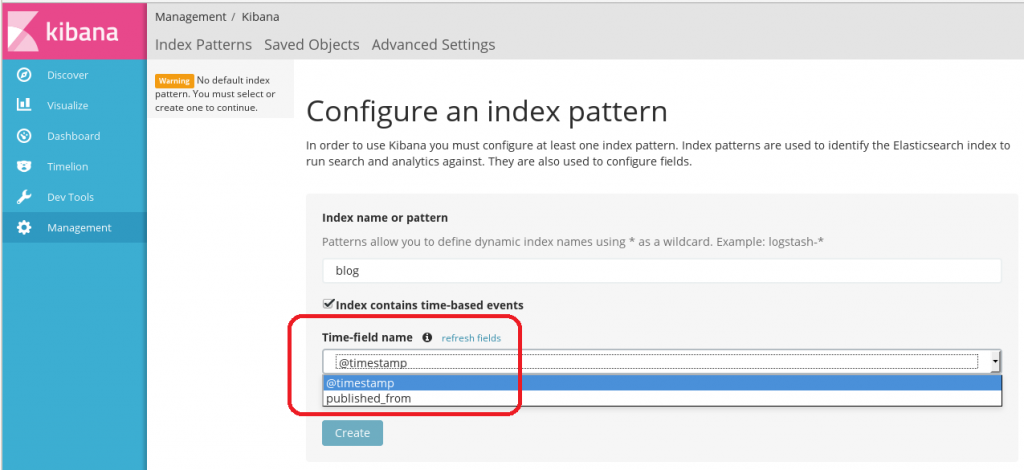 kibana
Discover
Visualize
Dashboard
Timelion
Dev Tools
Management
Management / Kibana
Index Patterns Saved Objects Advanced Settings
Warning No default index
pattern. You must select or
create one to continue.
Configure an index pattern
In order to use Kibana you must configure at least one index pattern. Index patterns are used to identify the Elasticsearch index to
run search and analytics against. They are also used to configure fields.
Index name or pattern
Patterns allow you to define dynamic index names using * as a wildcard. Example: logstash-*
blog
Index contains time-based events
Time-field name refresh fields
@timestamp
@timestamp
published_from
Create